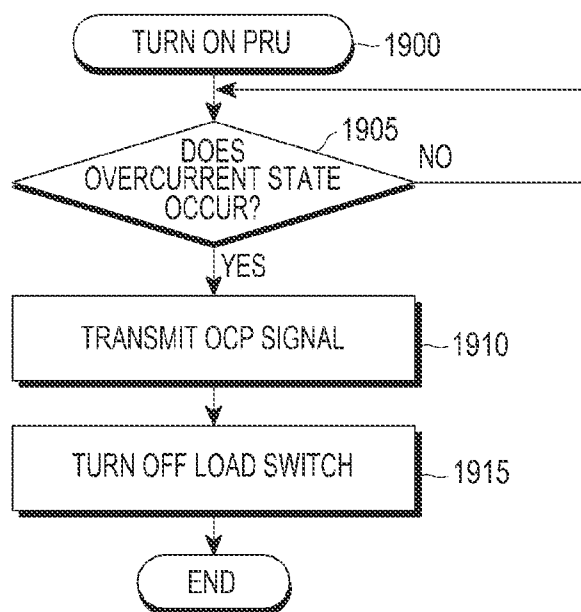 TURN ON PRU
1900
1905
DOES
OVERCURRENT STATE
OCCUR?
NO
YES
TRANSMIT OCP SIGNAL
1910
TURN OFF LOAD SWITCH
1915
END